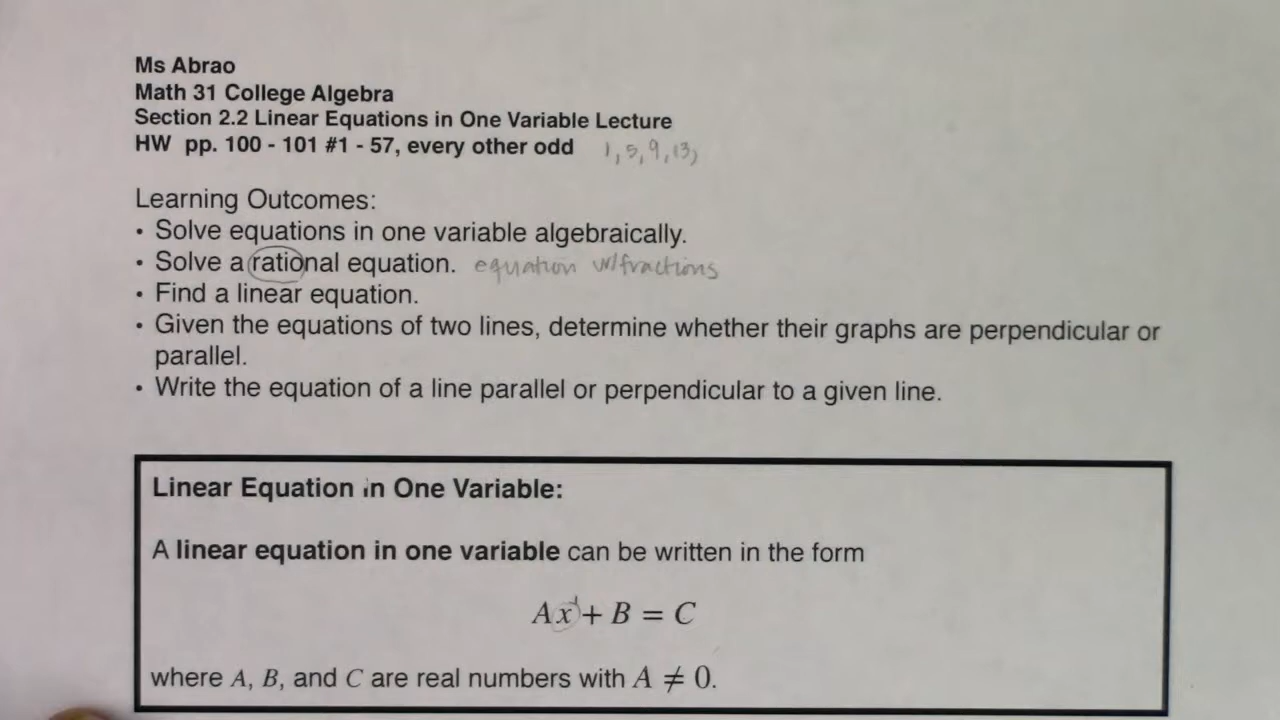 Ms Abrao
Math 31 College Algebra
Section 2.2 Linear Equations in One Variable Lecture
HW pp. 100 - 101 #1 - 57, every other odd 1, 5, 9, 13,
Learning Outcomes:
• Solve equations in one variable algebraically.
• Solve a rational equation. equation w/fractions
• Find a linear equation.
• Given the equations of two lines, determine whether their graphs are perpendicular or
parallel.
• Write the equation of a line parallel or perpendicular to a given line.
Linear Equation in One Variable:
A linear equation in one variable can be written in the form
Ax¹ + B = C
where A, B, and C are real numbers with A ≠ 0.